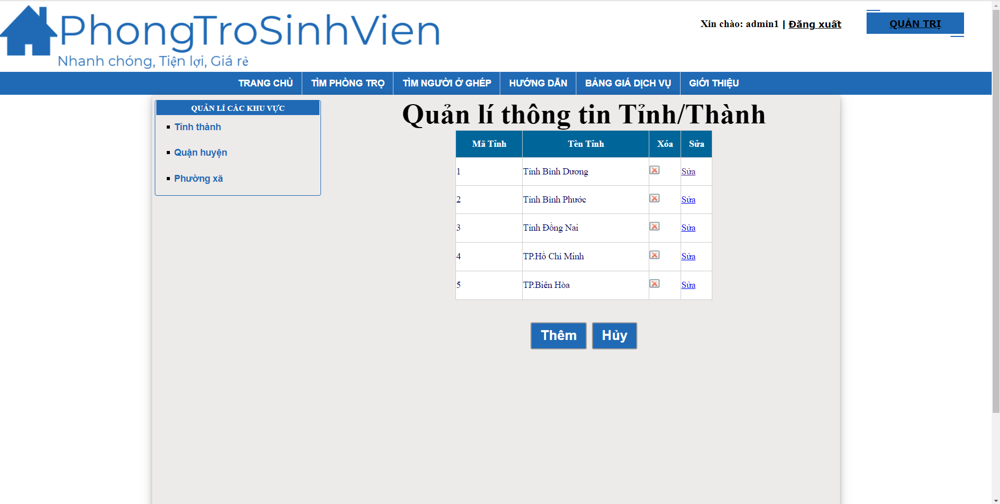 PhongTroSinhVien
Nhanh chóng, Tiện lợi, Giá rẻ
Xin chào: admin1 | Đăng xuất
QUẢN TRỊ
TRANG CHỦ TÌM PHÒNG TRỌ TÌM NGƯỜI Ở GHÉP HƯỚNG DẪN BẢNG GIÁ DỊCH VỤ GIỚI THIỆU
QUẢN LÍ CÁC KHU VỰC
Tỉnh thành
Quận huyện
Phường xã
Quản lí thông tin Tỉnh/Thành
Mã Tỉnh Tên Tỉnh Xóa Sửa
1 Tỉnh Bình Dương Sửa
2 Tỉnh Bình Phước Sửa
3 Tỉnh Đồng Nai Sửa
4 TP.Hồ Chí Minh Sửa
5 TP.Biên Hòa Sửa
Thêm Hủy